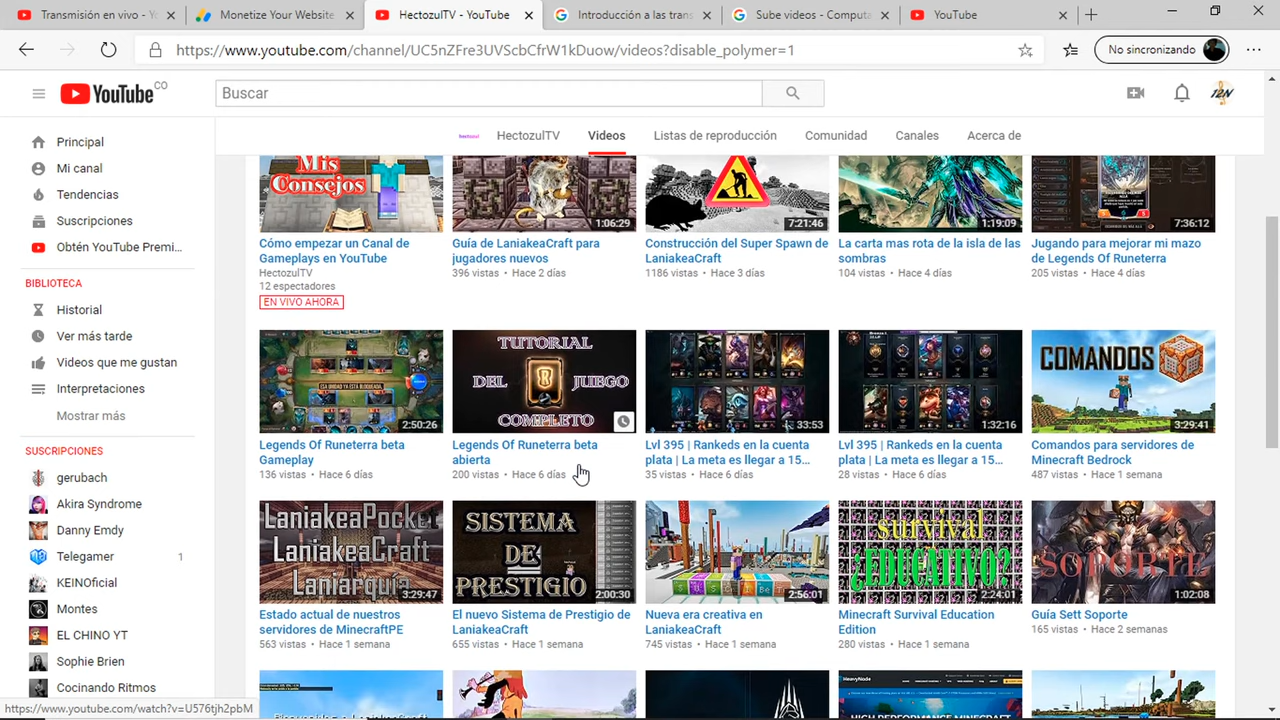 Transmisión en vivo - Yo
Monetize Your Website
HectozulTV - YouTube
Introducción a las trans
Sube videos - Computa
YouTube
https://www.youtube.com/channel/UC5nZFre3UVScbCfrW1kDuow/videos?disable_polymer=1
No sincronizando
YouTube CO
Buscar
HectozulTV
Videos
Listas de reproducción
Comunidad
Canales
Acerca de
Principal
Mi canal
Tendencias
Suscripciones
Obtén YouTube Premi...
BIBLIOTECA
Historial
Ver más tarde
Videos que me gustan
Interpretaciones
Mostrar más
SUSCRIPCIONES
gerubach
Akira Syndrome
Danny Emdy
Telegamer 1
KEINOficial
Montes
EL CHINO YT
Sophie Brien
Cocinando Ritmos
Mis
Consejos
1:06:29
1:21:46
1:19:09
7:36:12
Cómo empezar un Canal de
Gameplays en YouTube
HectozulTV
12 espectadores
EN VIVO AHORA
Guía de LaniakeaCraft para
jugadores nuevos
396 vistas • Hace 2 días
Construcción del Super Spawn de
LaniakeaCraft
1186 vistas • Hace 3 días
La carta mas rota de la isla de las
sombras
104 vistas • Hace 4 días
Jugando para mejorar mi mazo
de Legends Of Runeterra
205 vistas • Hace 4 días
ESA UNIDAD YA ESTÁ BLOQUEADA
2:50:26
TUTORIAL
EL B JUEGO
COMPLETO
33:53
1:32:16
COMANDOS
3:29:41
Legends Of Runeterra beta
Gameplay
136 vistas • Hace 6 días
Legends Of Runeterra beta
abierta
200 vistas • Hace 6 días
Lvl 395 | Rankeds en la cuenta
plata | La meta es llegar a 15...
35 vistas • Hace 6 días
Lvl 395 | Rankeds en la cuenta
plata | La meta es llegar a 15...
28 vistas • Hace 6 días
Comandos para servidores de
Minecraft Bedrock
487 vistas • Hace 1 semana
LaniakeaPocket
LaniakeaCraft
Laniarquia
3:29:47
SISTEMA
DE
PRESTIGIO
2:01:30
2:56:01
survival
¿EDUCATIVO?
2:24:01
SOPORTE
1:02:08
Estado actual de nuestros
servidores de MinecraftPE
563 vistas • Hace 1 semana
El nuevo Sistema de Prestigio de
LaniakeaCraft
655 vistas • Hace 1 semana
Nueva era creativa en
LaniakeaCraft
745 vistas • Hace 1 semana
Minecraft Survival Education
Edition
280 vistas • Hace 1 semana
Guía Sett Soporte
165 vistas • Hace 2 semanas
HeavyNode